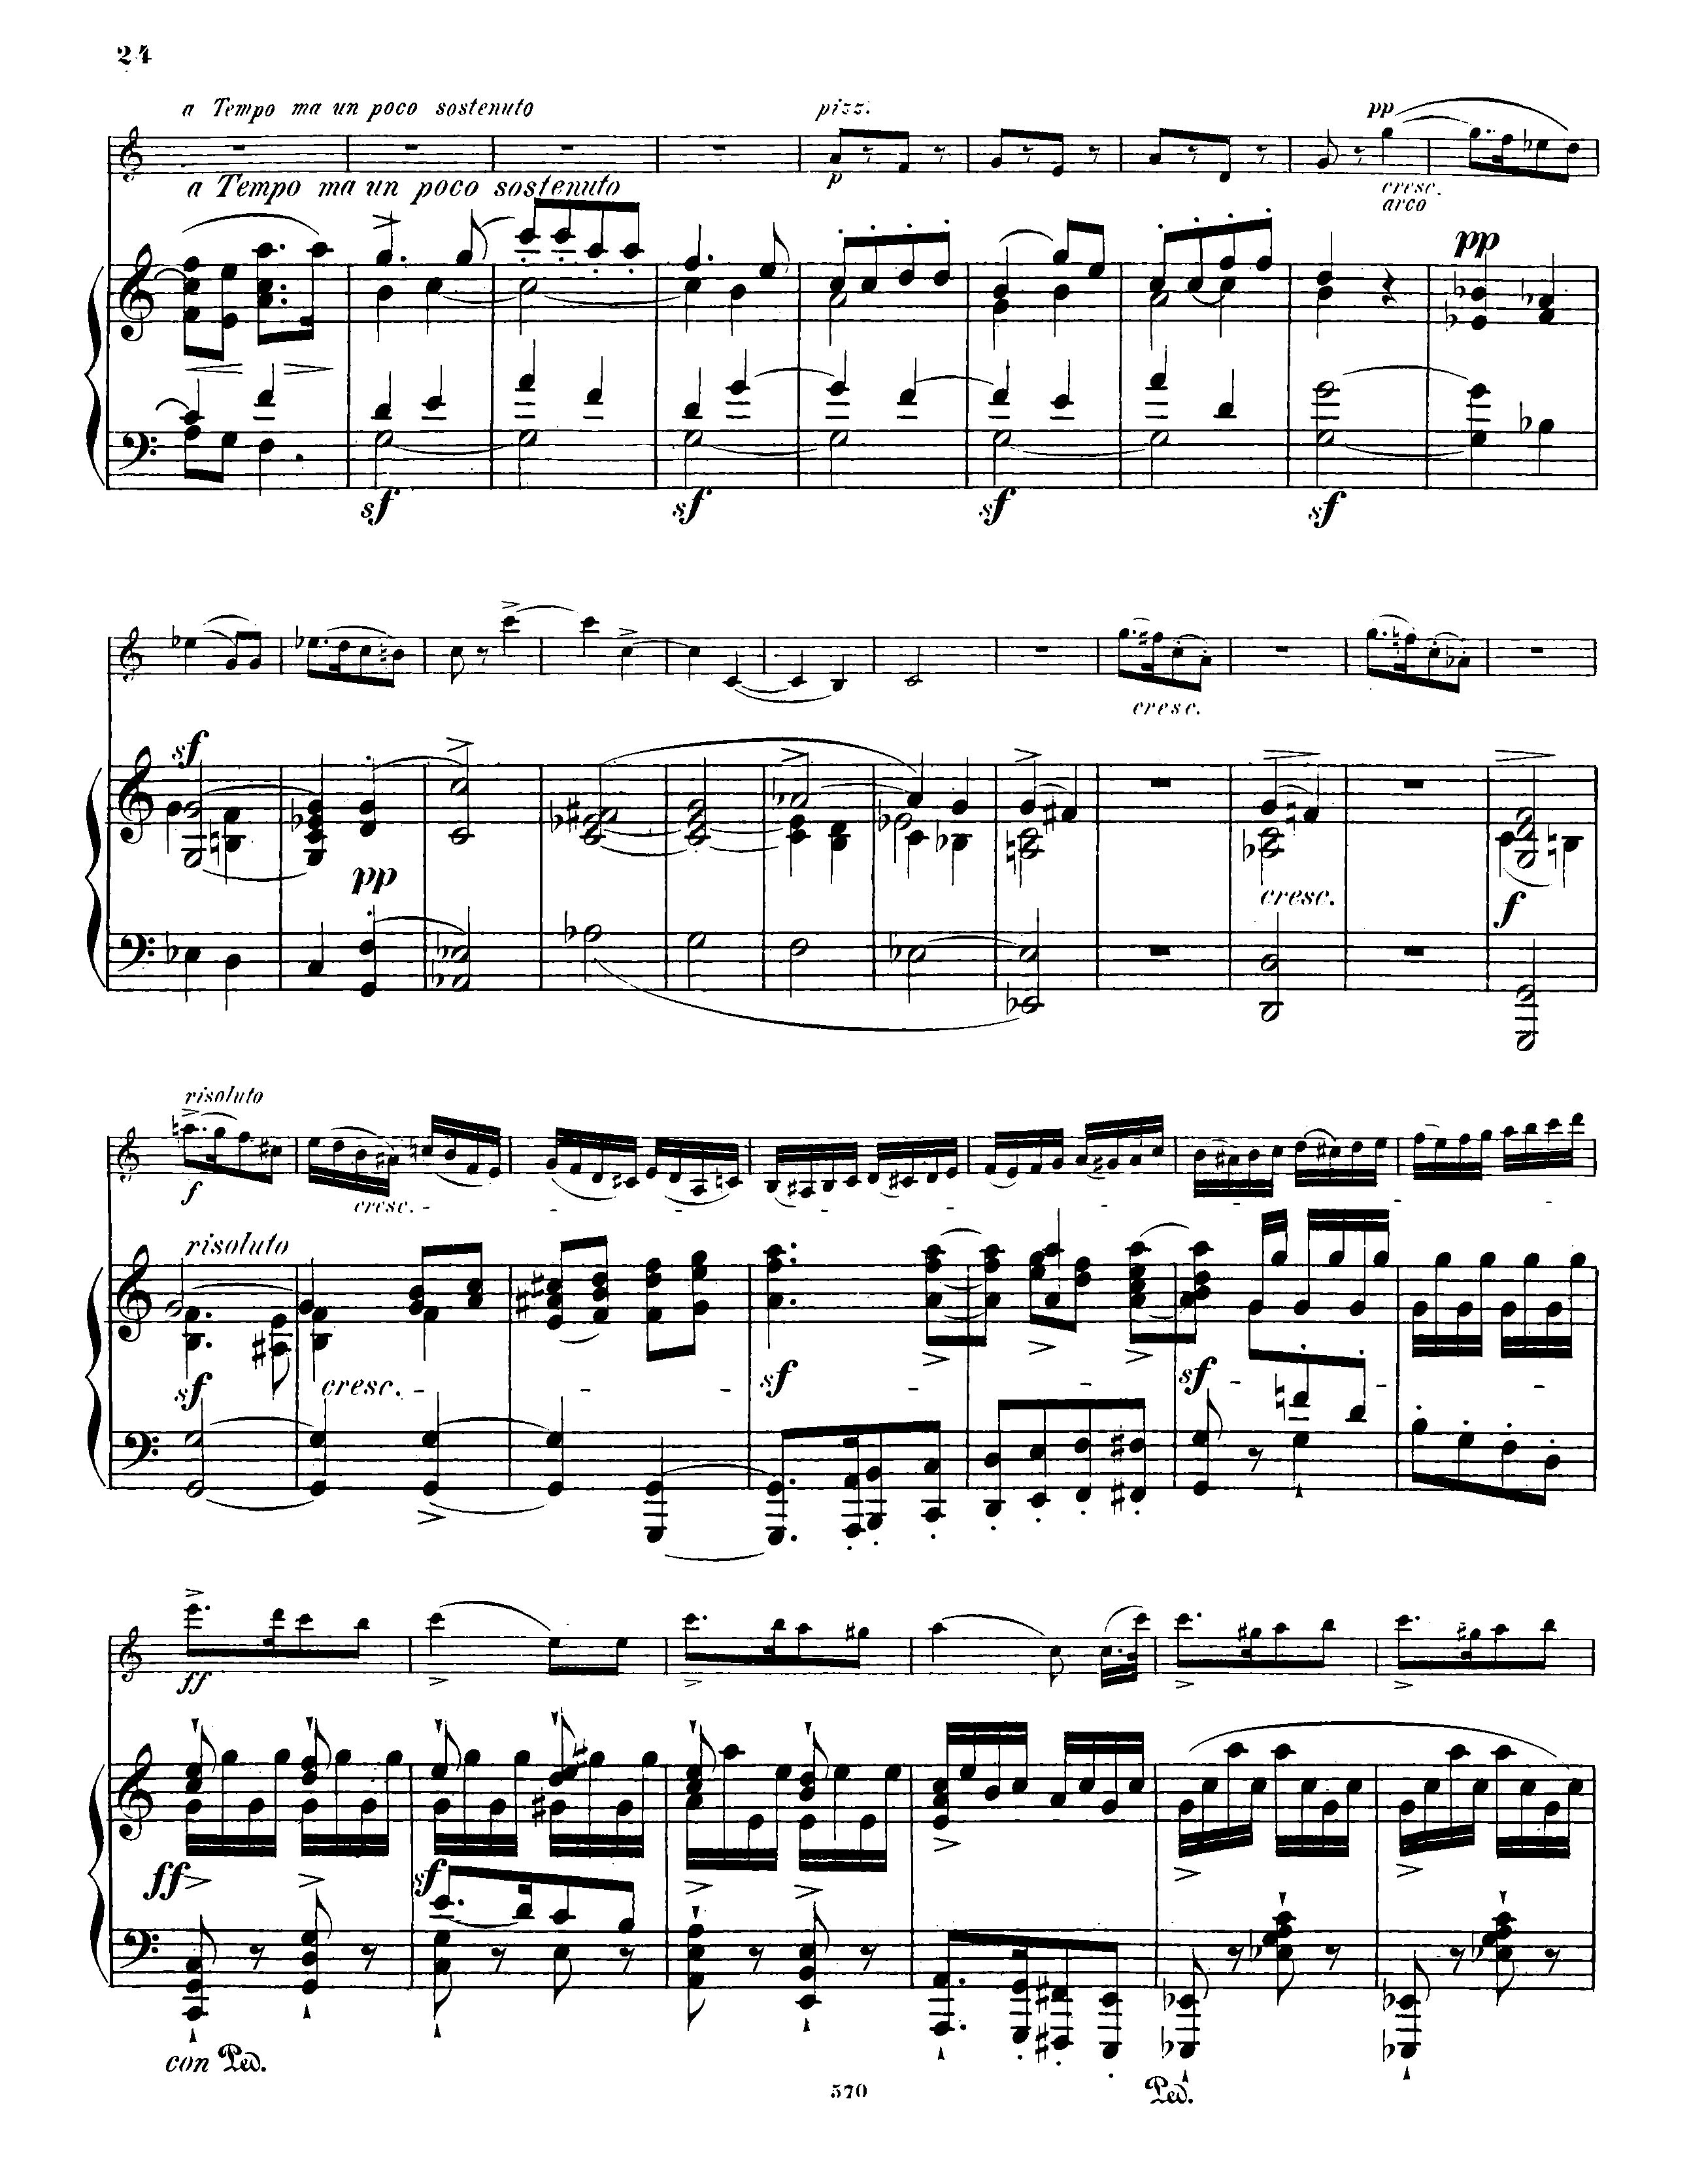 24
a Tempo ma un poco sostenuto
pizz.
pp
p
cresc.
arco
a Tempo ma un poco sostenuto
pp
sf sf sf sf
cresc.
sf
pp
cresc.
f
risoluto
f
cresc. -
risoluto
sf
cresc. -
sf
sf
ff
ff
sf
con Ped.
Ped.
570